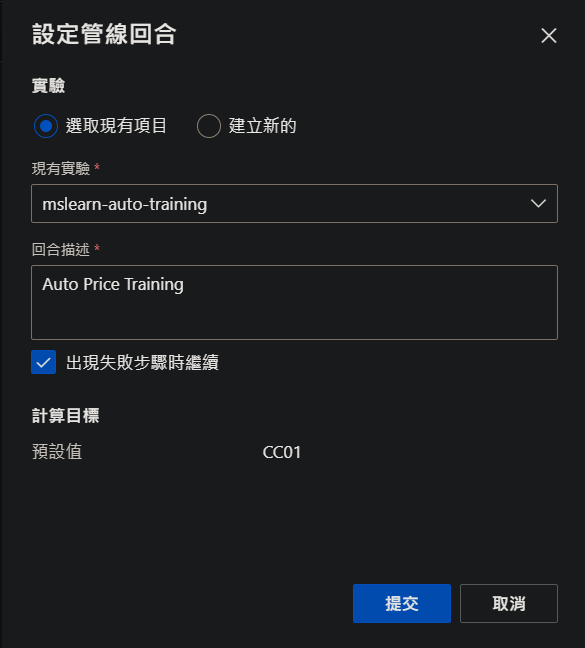 設定管線回合
實驗
選取現有項目 建立新的
現有實驗 *
mslearn-auto-training
回合描述 *
Auto Price Training
出現失敗步驟時繼續
計算目標
預設值 CC01
提交 取消